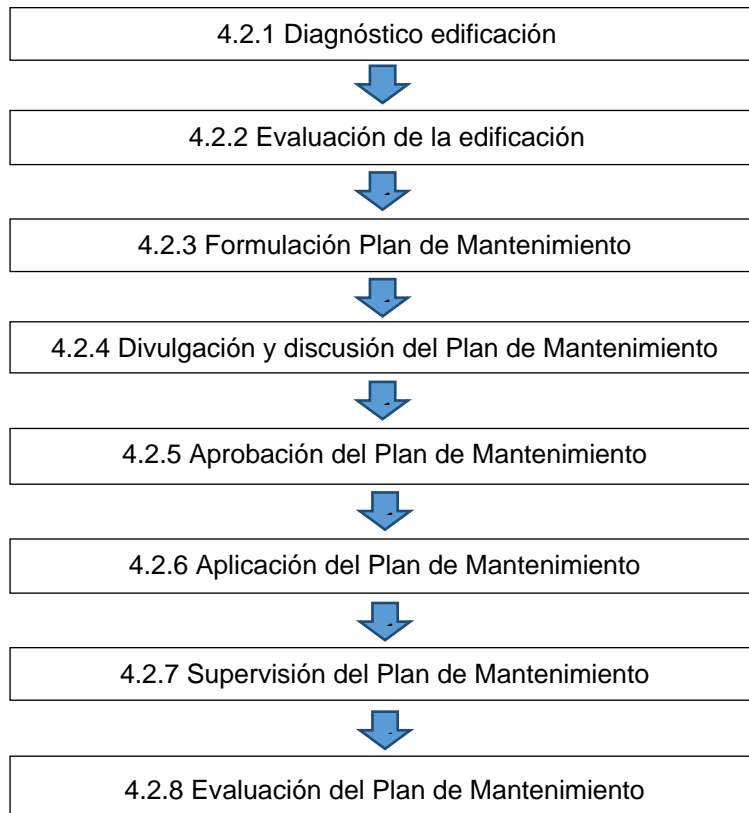 4.2.1 Diagnóstico edificación
4.2.2 Evaluación de la edificación
4.2.3 Formulación Plan de Mantenimiento
4.2.4 Divulgación y discusión del Plan de Mantenimiento
4.2.5 Aprobación del Plan de Mantenimiento
4.2.6 Aplicación del Plan de Mantenimiento
4.2.7 Supervisión del Plan de Mantenimiento
4.2.8 Evaluación del Plan de Mantenimiento